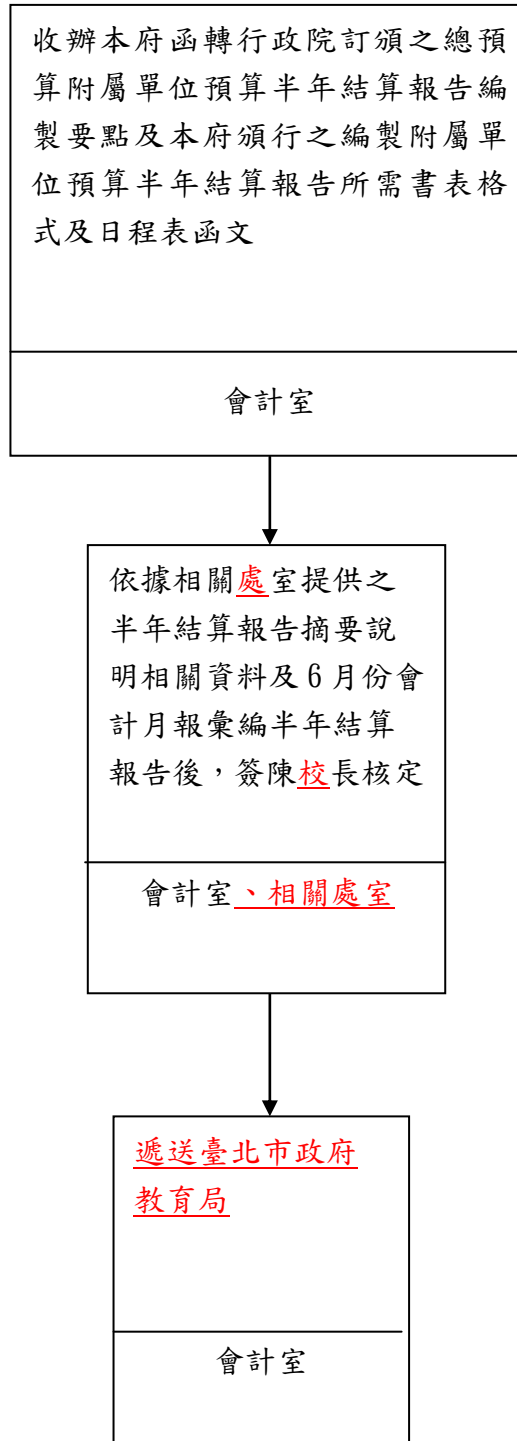 收辦本府函轉行政院訂頒之總預
算附屬單位預算半年結算報告編
製要點及本府頒行之編製附屬單
位預算半年結算報告所需書表格
式及日程表函文
會計室
依據相關處室提供之
半年結算報告摘要說
明相關資料及6月份會
計月報彙編半年結算
報告後，簽陳校長核定
會計室、相關處室
遞送臺北市政府
教育局
會計室